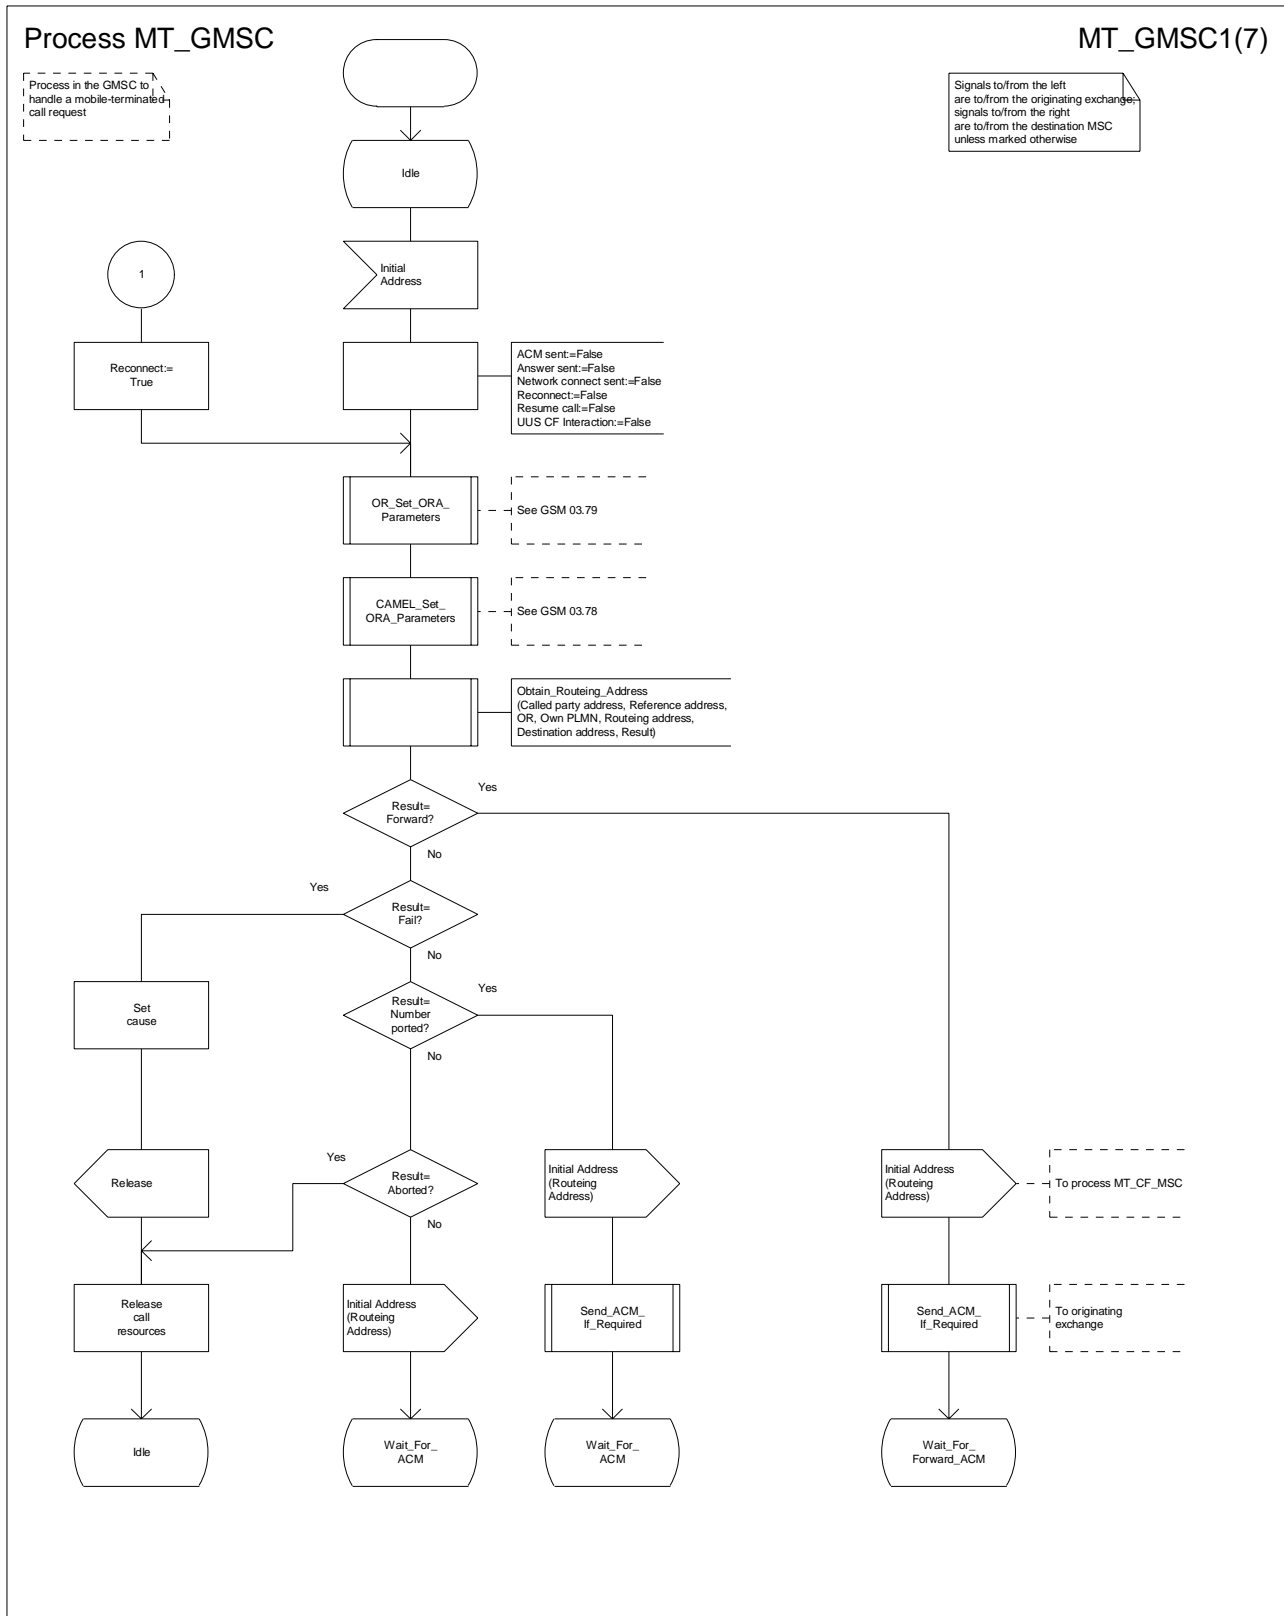 Process MT_GMSC
MT_GMSC1(7)
Process in the GMSC to
handle a mobile-terminated
call request
Signals to/from the left
are to/from the originating exchange;
signals to/from the right
are to/from the destination MSC
unless marked otherwise
Idle
Initial
Address
1
Reconnect:=
True
ACM sent:=False
Answer sent:=False
Network connect sent:=False
Reconnect:=False
Resume call:=False
UUS CF Interaction:=False
OR_Set_ORA_
Parameters
See GSM 03.79
CAMEL_Set_
ORA_Parameters
See GSM 03.78
Obtain_Routeing_Address
(Called party address, Reference address,
OR, Own PLMN, Routeing address,
Destination address, Result)
Result=
Forward?
Yes
No
Result=
Fail?
Yes
No
Set
cause
Result=
Number
ported?
Yes
No
Release
Yes
Result=
Aborted?
No
Initial Address
(Routeing
Address)
Initial Address
(Routeing
Address)
To process MT_CF_MSC
Release
call
resources
Initial Address
(Routeing
Address)
Send_ACM_
If_Required
Send_ACM_
If_Required
To originating
exchange
Idle
Wait_For_
ACM
Wait_For_
ACM
Wait_For_
Forward_ACM